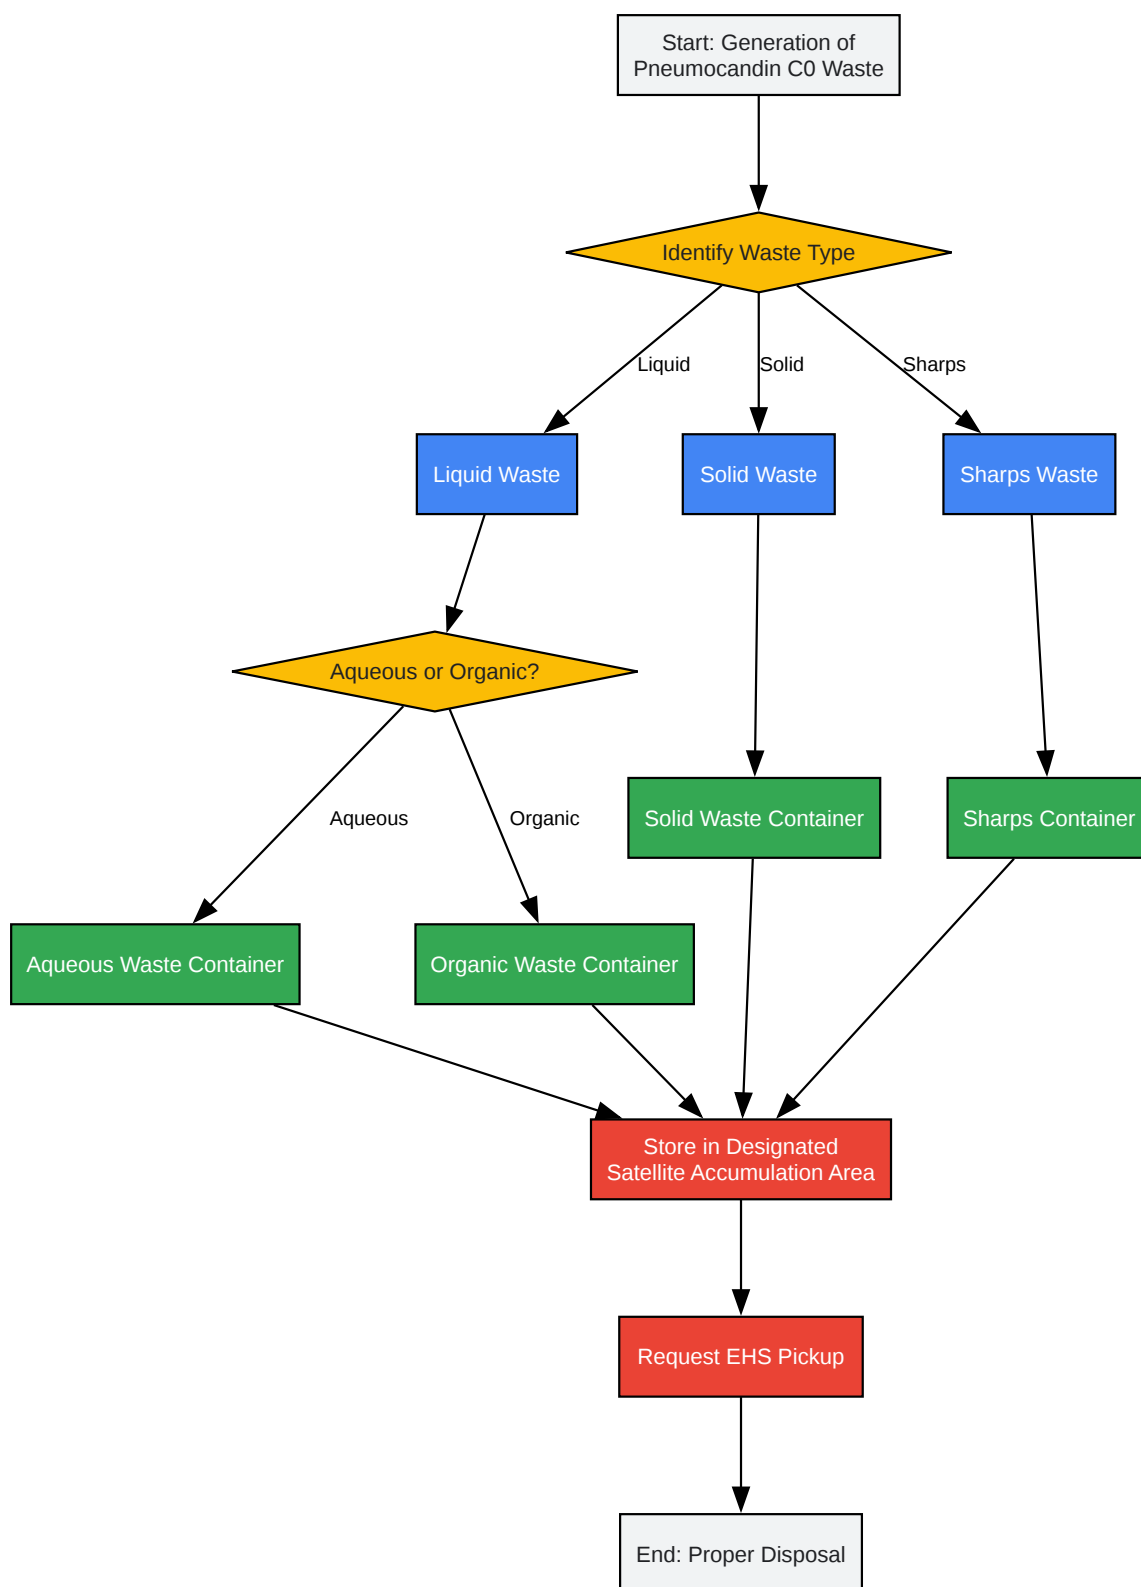 Start: Generation of
Pneumocandin C0 Waste
Identify Waste Type
Liquid
Solid
Sharps
Liquid Waste
Solid Waste
Sharps Waste
Aqueous or Organic?
Aqueous
Organic
Solid Waste Container
Sharps Container
Aqueous Waste Container
Organic Waste Container
Store in Designated
Satellite Accumulation Area
Request EHS Pickup
End: Proper Disposal